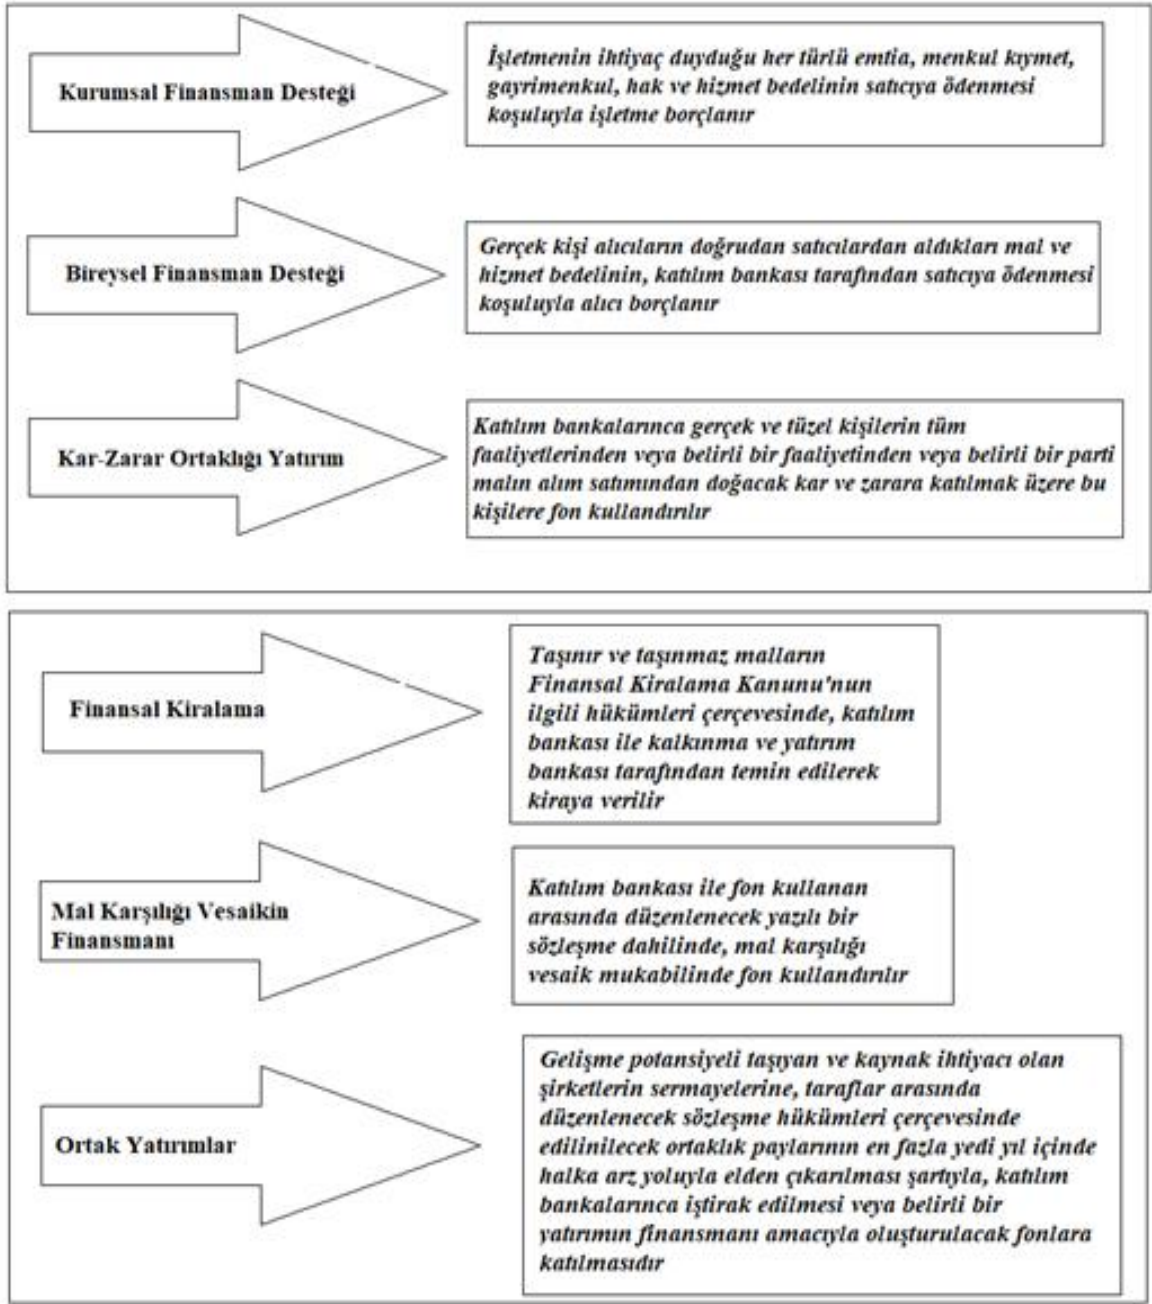 Kurumsal Finansman Desteği
İşletmenin ihtiyaç duyduğu her türlü emtia, menkul kıymet,
gayrimenkul, hak ve hizmet bedelinin satıcıya ödenmesi
koşuluyla işletme borçlanır
Bireysel Finansman Desteği
Gerçek kişi alıcıların doğrudan satıcılardan aldıkları mal ve
hizmet bedelinin, katılım bankası tarafından satıcıya ödenmesi
koşuluyla alıcı borçlanır
Kar-Zarar Ortaklığı Yatırım
Katılım bankalarınca gerçek ve tüzel kişilerin tüm
faaliyetlerinden veya belirli bir faaliyetinden veya belirli bir parti
malın alım satımından doğacak kar ve zarara katılmak üzere bu
kişilere fon kullandırılır
Finansal Kiralama
Taşınır ve taşınmaz malların
Finansal Kiralama Kanunu'nun
ilgili hükümleri çerçevesinde, katılım
bankası ile kalkınma ve yatırım
bankası tarafından temin edilerek
kiraya verilir
Mal Karşılığı Vesaikin
Finansmanı
Katılım bankası ile fon kullanan
arasında düzenlenecek yazılı bir
sözleşme dahilinde, mal karşılığı
vesaik mukabilinde fon kullandırılır
Ortak Yatırımlar
Gelişme potansiyeli taşıyan ve kaynak ihtiyacı olan
şirketlerin sermayelerine, taraflar arasında
düzenlenecek sözleşme hükümleri çerçevesinde
edilinilecek ortaklık paylarının en fazla yedi yıl içinde
halka arz yoluyla elden çıkarılması şartıyla, katılım
bankalarınca iştirak edilmesi veya belirli bir
yatırımın finansmanı amacıyla oluşturulacak fonlara
katılmasıdır